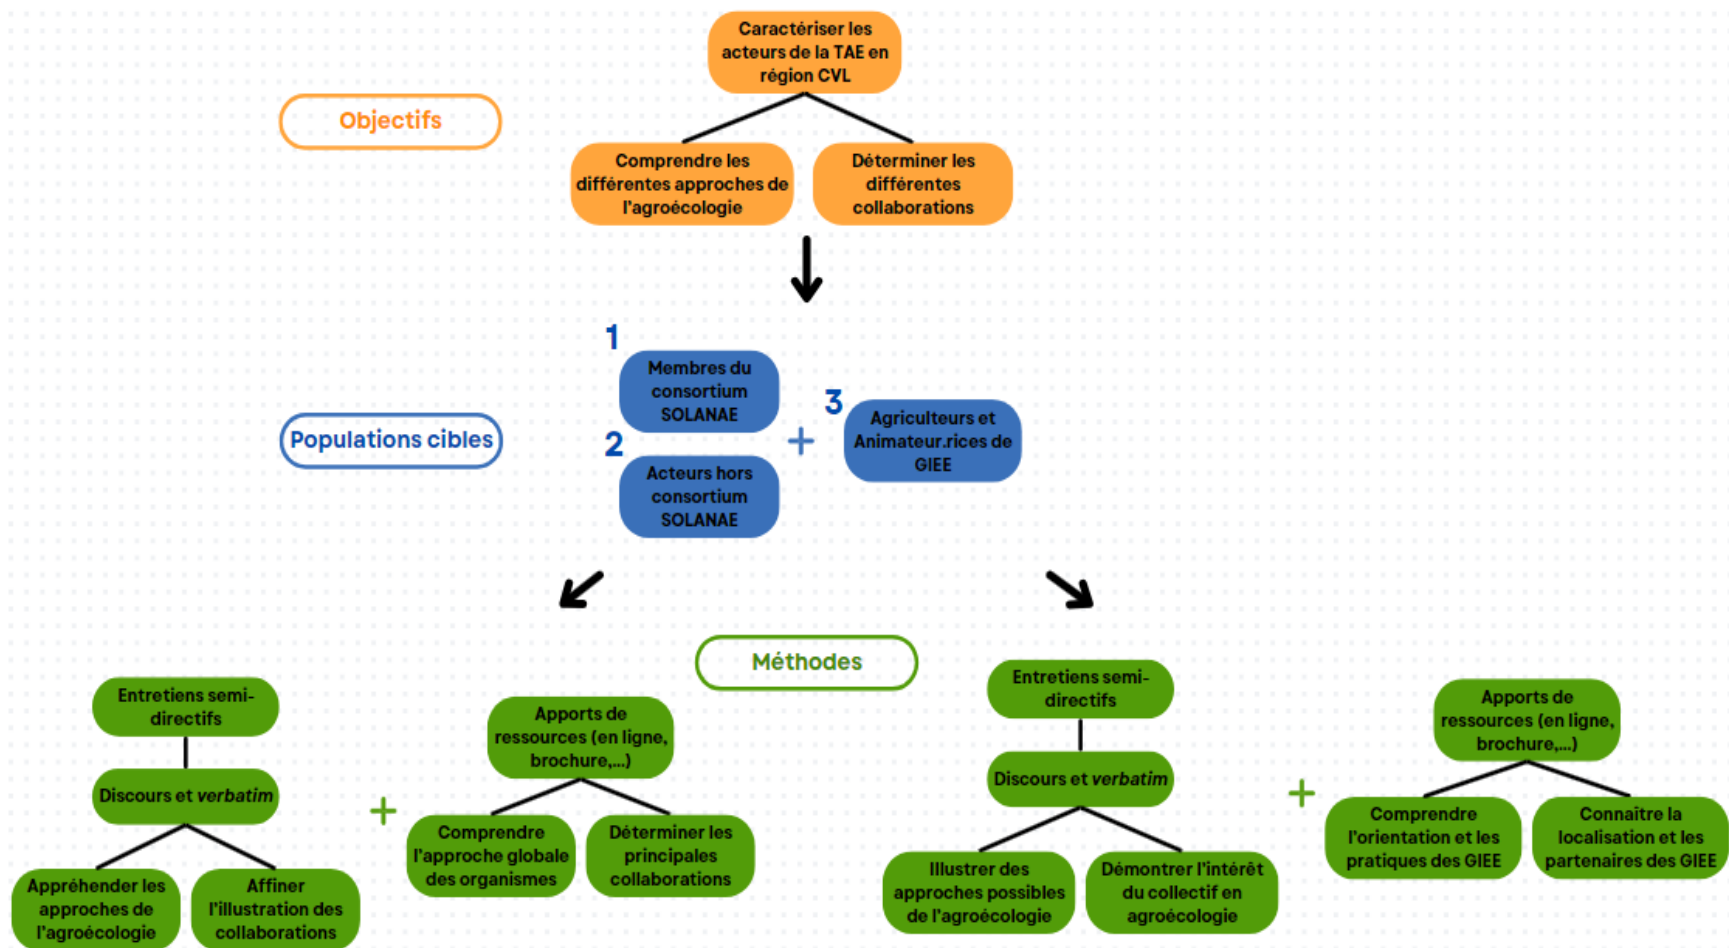 Caractériser les
acteurs de la TAE en
région CVL
Objectifs
Comprendre les
différentes approches de
l'agroécologie
Déterminer les
différentes
collaborations
1
Membres du
consortium
SOLANAE
2
Acteurs hors
consortium
SOLANAE
+
3
Agriculteurs et
Animateur.rices de
GIEE
Populations cibles
Méthodes
Entretiens semi-
directifs
Discours et verbatim
Appréhender les
approches de
l'agroécologie
Affiner
l'illustration des
collaborations
+
Apports de
ressources (en ligne,
brochure,...)
Comprendre
l'approche globale
des organismes
Déterminer les
principales
collaborations
Entretiens semi-
directifs
Discours et verbatim
Illustrer des
approches possibles
de l'agroécologie
Démontrer l'intérêt
du collectif en
agroécologie
+
Apports de
ressources (en ligne,
brochure,...)
Comprendre
l'orientation et les
pratiques des GIEE
Connaître la
localisation et les
partenaires des GIEE